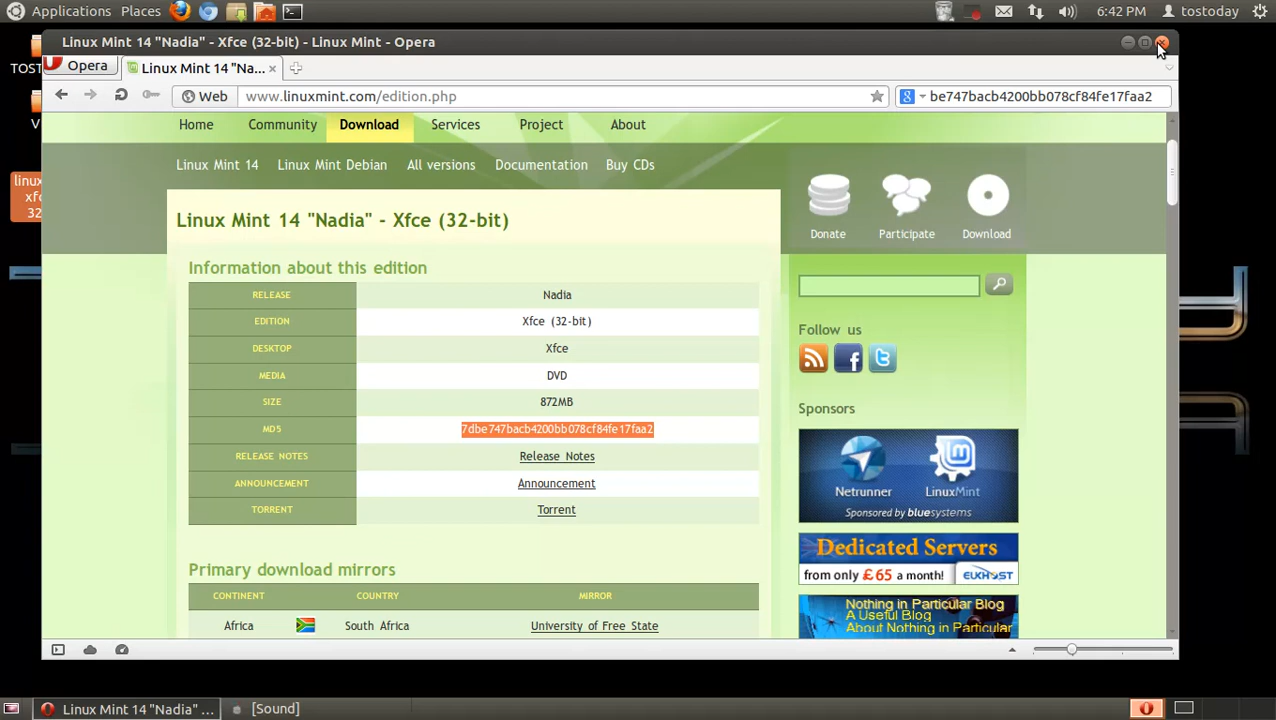 Applications Places 6:42 PM tostoday
Linux Mint 14 "Nadia" - Xfce (32-bit) - Linux Mint - Opera
Opera Linux Mint 14 "Na...
Web www.linuxmint.com/edition.php be747bacb4200bb078cf84fe17faa2
Home Community Download Services Project About
Linux Mint 14 Linux Mint Debian All versions Documentation Buy CDs
Donate Participate Download
Linux Mint 14 "Nadia" - Xfce (32-bit)
Information about this edition
RELEASE Nadia
EDITION Xfce (32-bit)
DESKTOP Xfce
MEDIA DVD
SIZE 872MB
MD5 7dbe747bacb4200bb078cf84fe17faa2
RELEASE NOTES Release Notes
ANNOUNCEMENT Announcement
TORRENT Torrent
Primary download mirrors
CONTINENT COUNTRY MIRROR
Africa South Africa University of Free State
Follow us
Sponsors
Netrunner LinuxMint
Sponsored by bluesystems
Dedicated Servers
from only £65 a month! ELKHOST
Nothing in Particular Blog
A Useful Blog
About Nothing in Particular
TOST
V
linux
xfc
32
Linux Mint 14 "Nadia" ... [Sound]